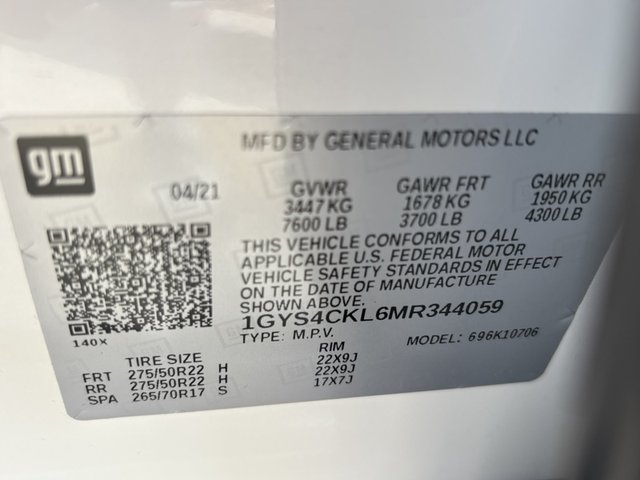 gm
MFD BY GENERAL MOTORS LLC
04/21 GVWR GAWR FRT GAWR RR
3447 KG 1678 KG 1950 KG
7600 LB 3700 LB 4300 LB
THIS VEHICLE CONFORMS TO ALL
APPLICABLE U.S. FEDERAL MOTOR
VEHICLE SAFETY STANDARDS IN EFFECT
ON THE DATE OF MANUFACTURE
SHOWN ABOVE.
140X
1GYS4CKL6MR344059
TYPE: M.P.V. MODEL: 696K10706
TIRE SIZE RIM
FRT 275/50R22 H 22X9J
RR 275/50R22 H 22X9J
SPA 265/70R17 S 17X7J